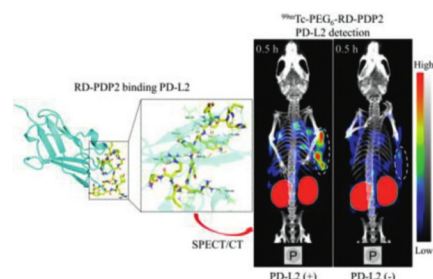 ⁹⁹ᵐTc-PEG₆-RD-PDP2
PD-L2 detection
RD-PDP2 binding PD-L2
0.5 h
0.5 h
High
Low
SPECT/CT
P
P
PD-L2 (+)
PD-L2 (-)